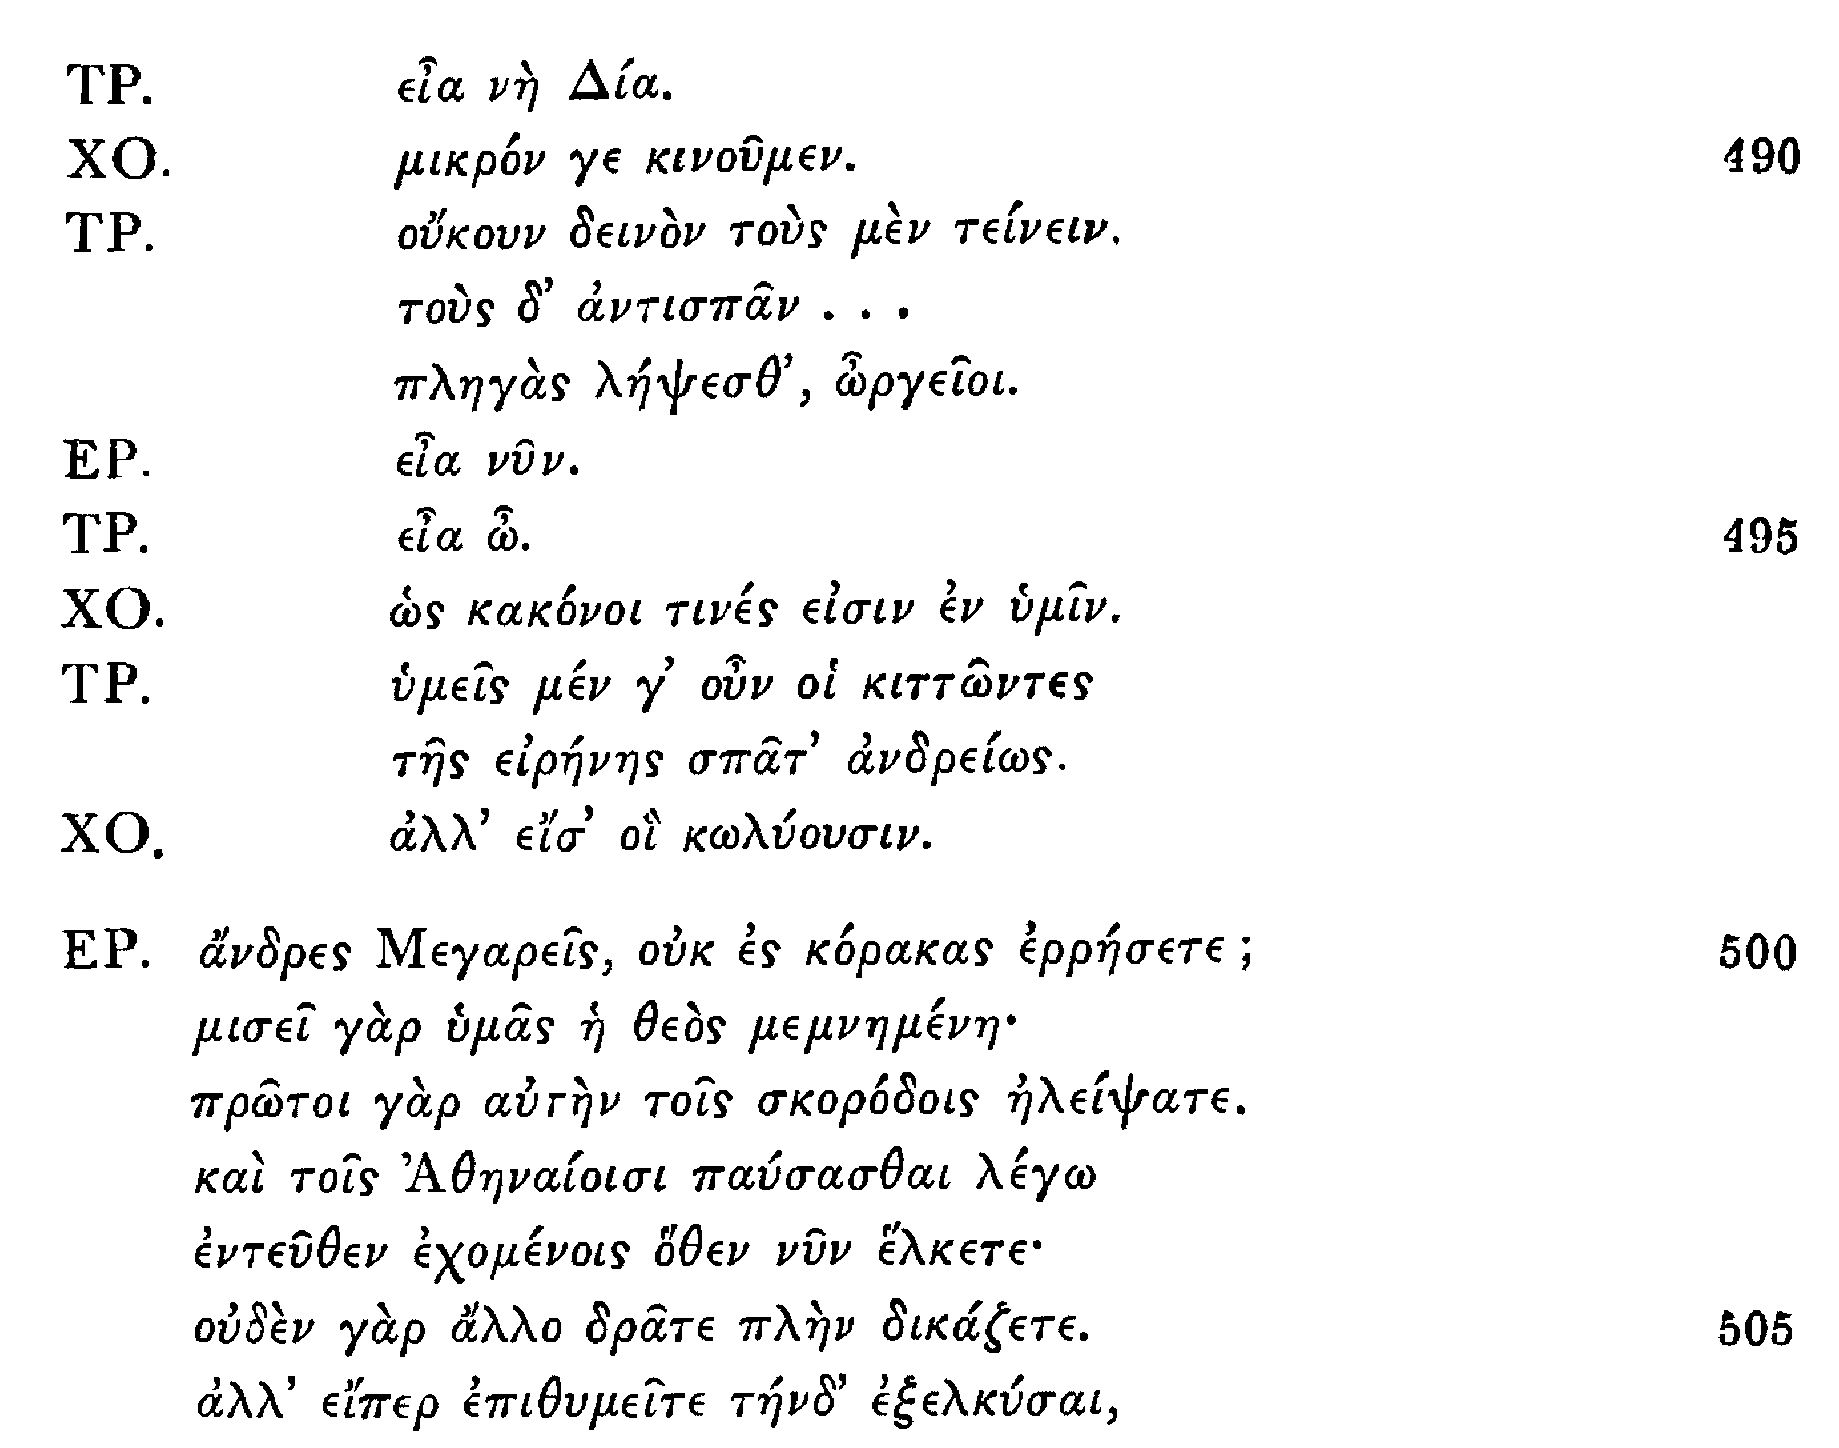 ΤΡ. εἶα νὴ Δία.
ΧΟ. μικρόν γε κινοῦμεν. 490
ΤΡ. οὔκουν δεινὸν τοὺς μὲν τείνειν.
τοὺς δ’ ἀντισπᾶν . . .
πληγὰς λήψεσθ’, ὦργεῖοι.
ΕΡ. εἶα νῦν.
ΤΡ. εἶα ὦ. 495
ΧΟ. ὡς κακόνοι τινές εἰσιν ἐν ὑμῖν.
ΤΡ. ὑμεῖς μέν γ’ οὖν οἱ κιττῶντες
τῆς εἰρήνης σπᾶτ’ ἀνδρείως.
ΧΟ. ἀλλ’ εἴσ’ οἳ κωλύουσιν.
ΕΡ. ἄνδρες Μεγαρεῖς, οὐκ ἐς κόρακας ἐρρήσετε ; 500
μισεῖ γὰρ ὑμᾶς ἡ θεὸς μεμνημένη·
πρῶτοι γὰρ αὐτὴν τοῖς σκορόδοις ἠλείψατε.
καὶ τοῖς Ἀθηναίοισι παύσασθαι λέγω
ἐντεῦθεν ἐχομένοις ὅθεν νῦν ἕλκετε·
οὐδὲν γὰρ ἄλλο δρᾶτε πλὴν δικάζετε. 505
ἀλλ’ εἴπερ ἐπιθυμεῖτε τήνδ’ ἐξελκύσαι,